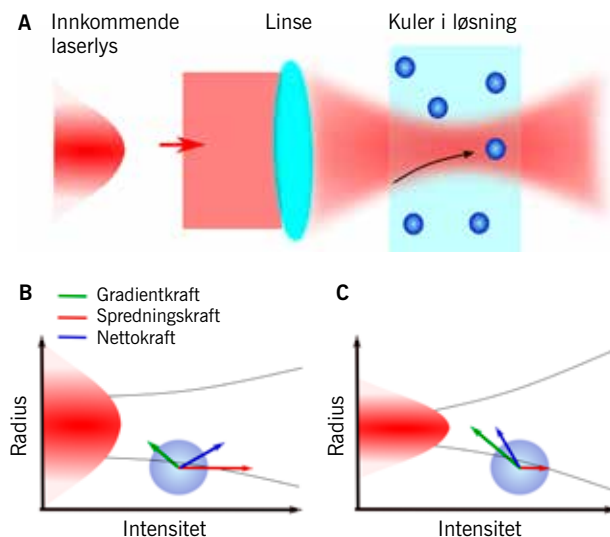 A
Innkommende
laserlys
Linse
Kuler i løsning
B
Gradientkraft
Spredningskraft
Nettokraft
C
Radius
Intensitet
Radius
Intensitet